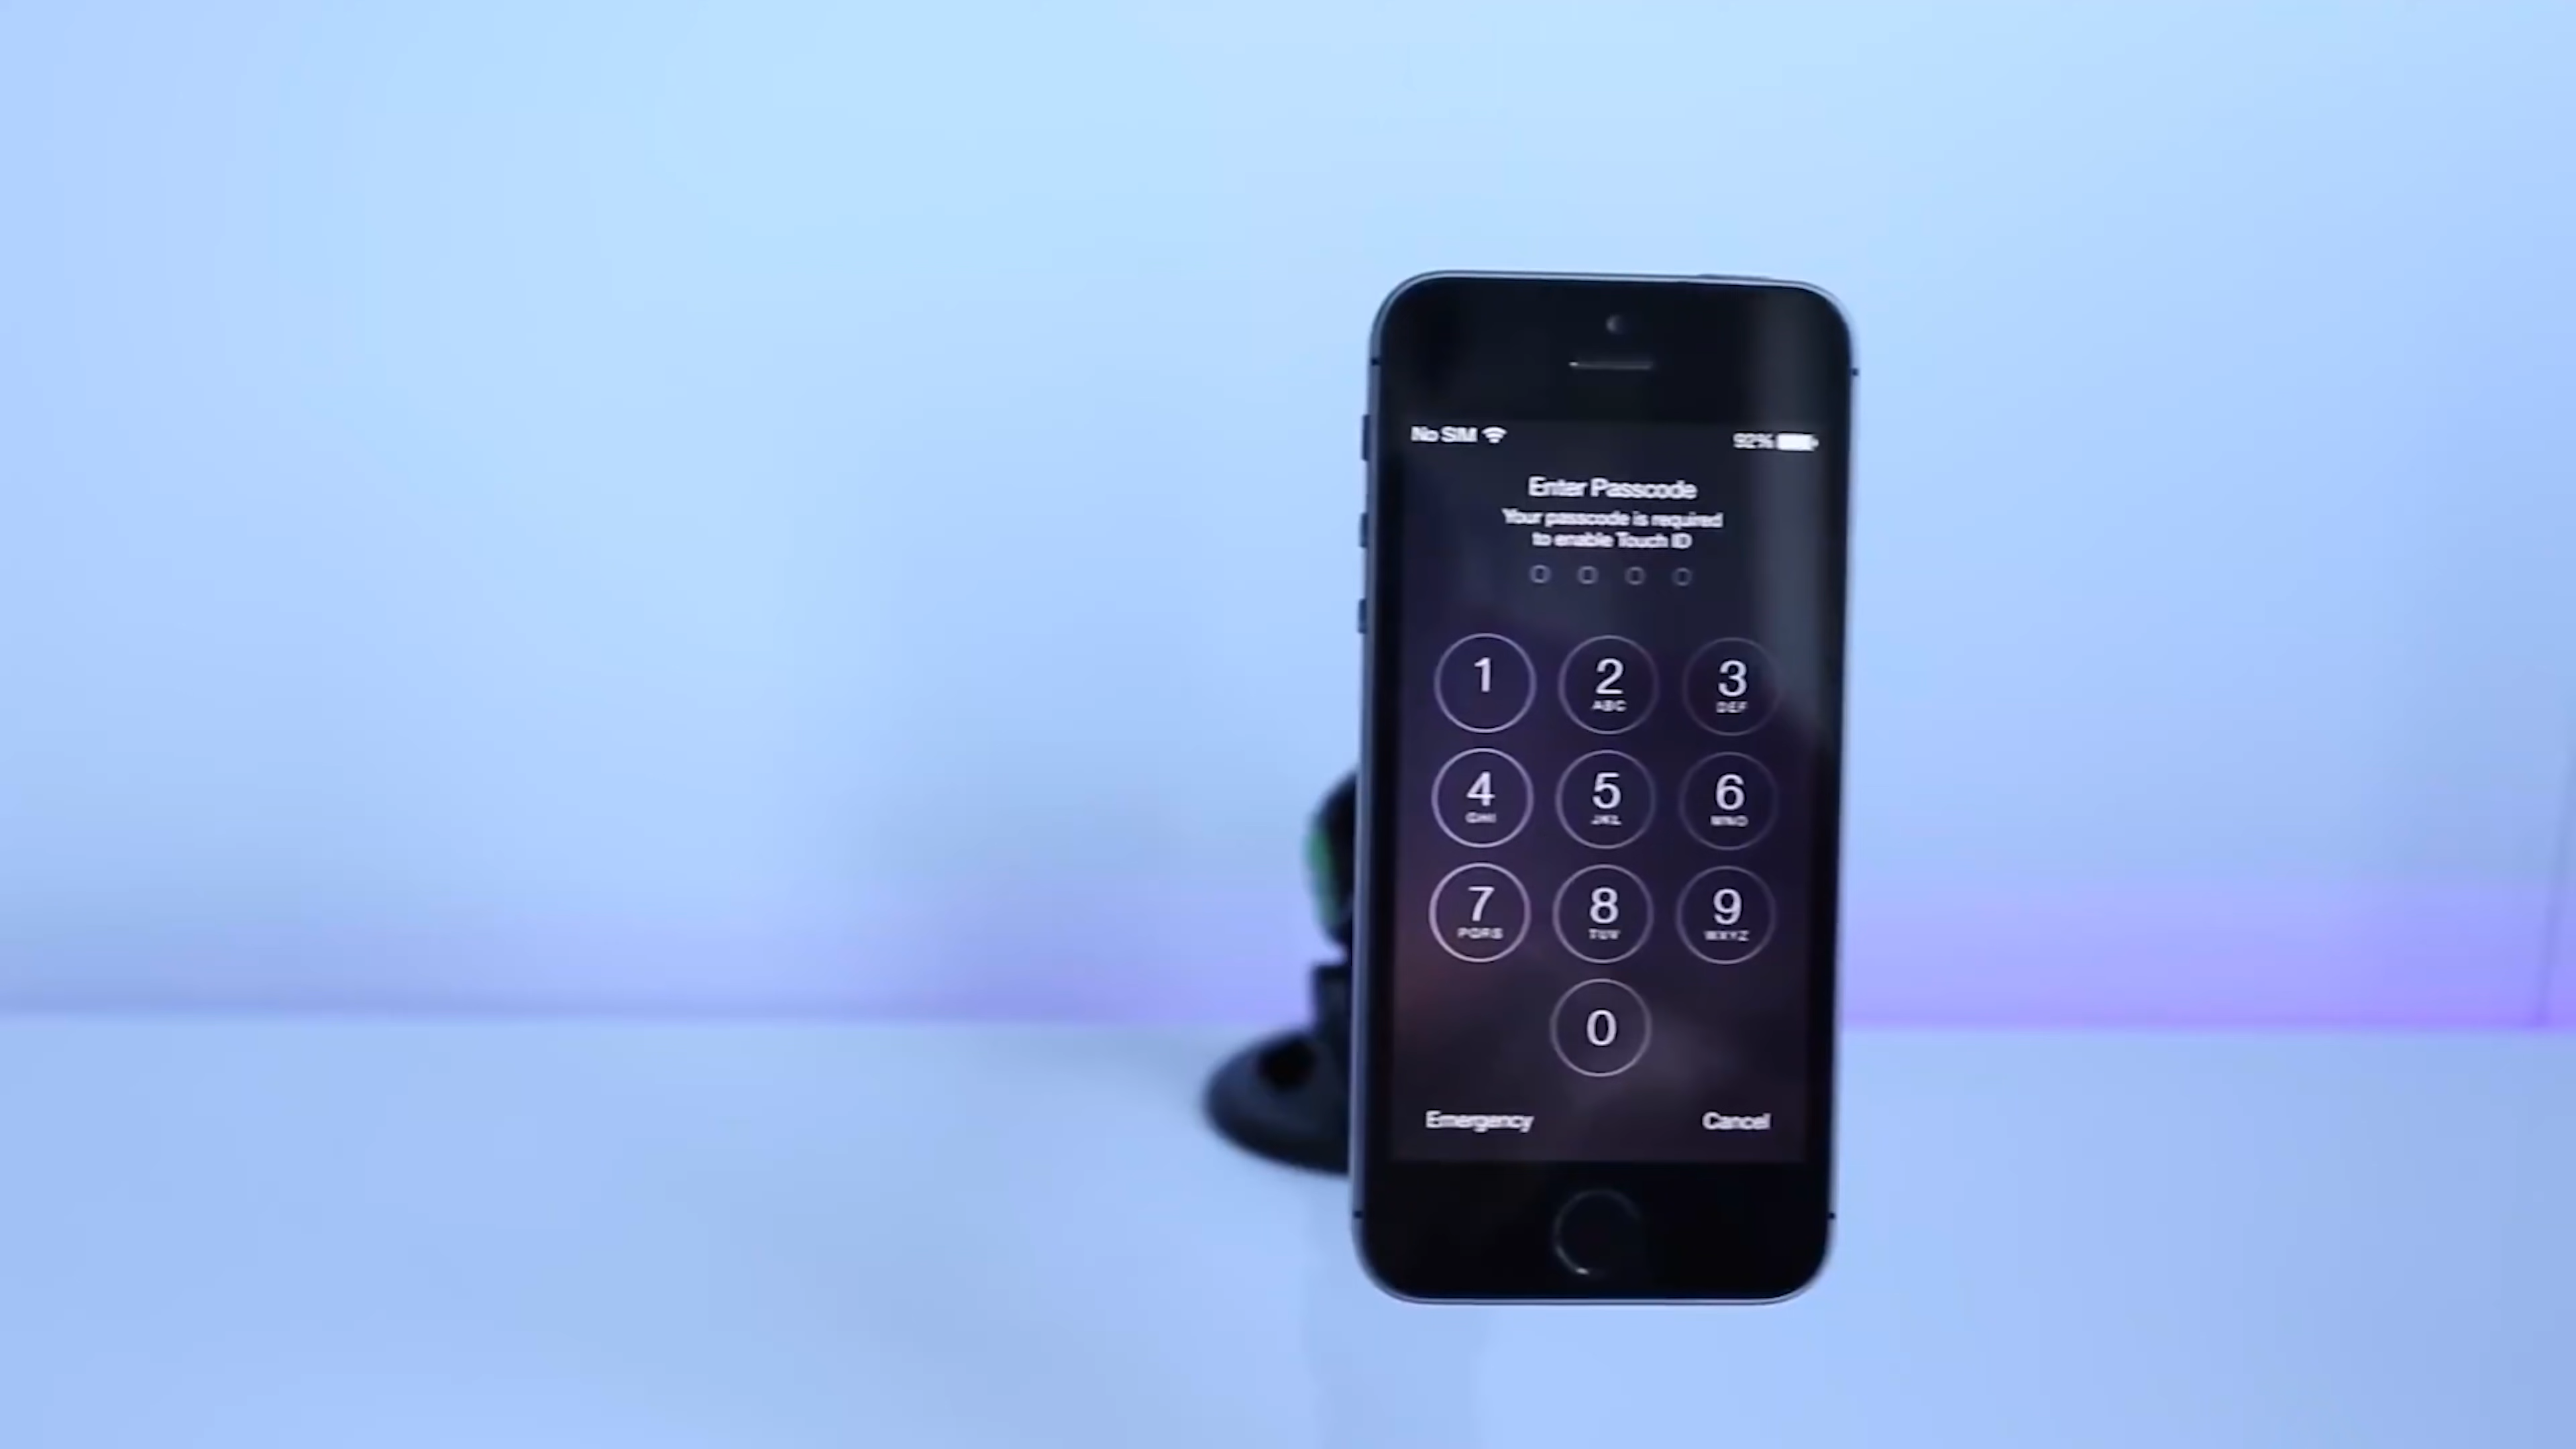 No SIM 92%
Enter Passcode
Your passcode is required
to enable Touch ID
1 2 3
ABC DEF
4 5 6
GHI JKL MNO
7 8 9
PQRS TUV WXYZ
0
Emergency Cancel